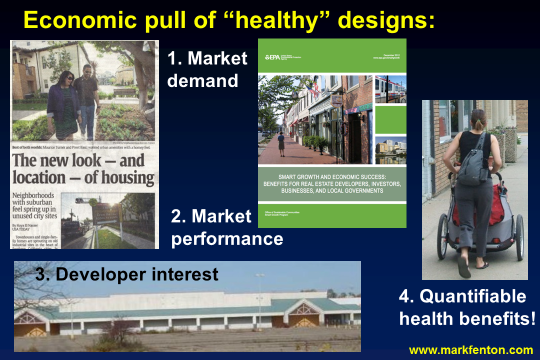 Economic pull of “healthy” designs:
1. Market
demand
The new look — and
location — of housing
Neighborhoods
with suburban
feel spring up in
unused city sites
EPA
SMART GROWTH AND ECONOMIC SUCCESS:
BENEFITS FOR REAL ESTATE DEVELOPERS, INVESTORS,
BUSINESSES, AND LOCAL GOVERNMENTS
2. Market
performance
3. Developer interest
4. Quantifiable
health benefits!
www.markfenton.com